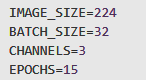 IMAGE_SIZE=224
BATCH_SIZE=32
CHANNELS=3
EPOCHS=15